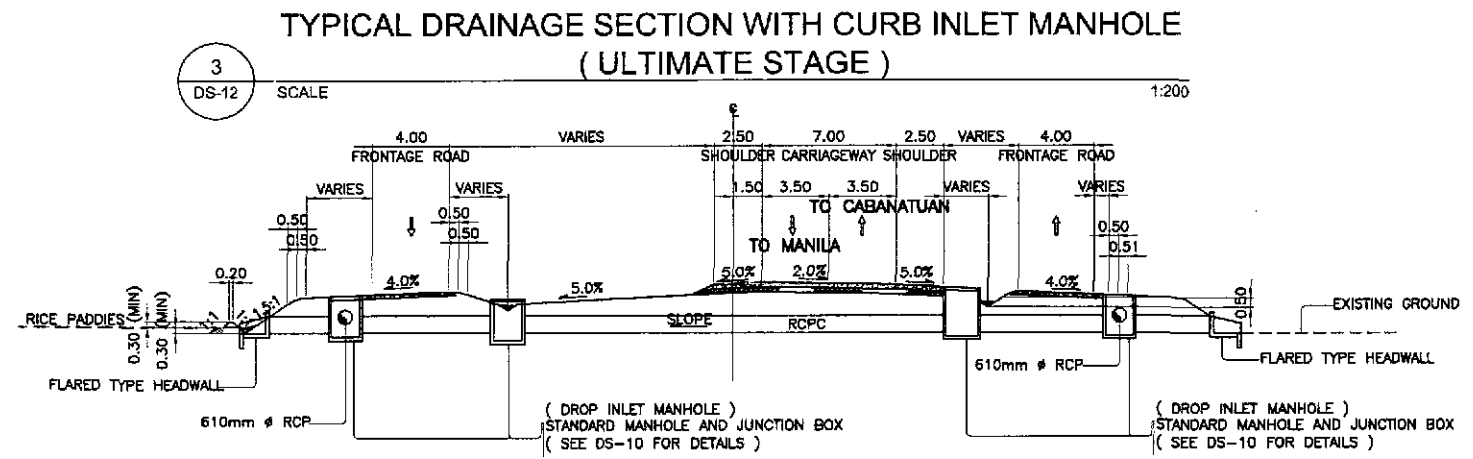 TYPICAL DRAINAGE SECTION WITH CURB INLET MANHOLE
( ULTIMATE STAGE )
3
DS-12
SCALE
1:200
4.00
VARIES
2.50
7.00
2.50
VARIES
4.00
FRONTAGE ROAD
SHOULDER CARRIAGEWAY SHOULDER
FRONTAGE ROAD
VARIES
VARIES
1.50
3.50
3.50
VARIES
VARIES
TO CABANATUAN
0.50
0.50
0.50
0.50
TO MANILA
0.50
0.51
0.20
4.0%
5.0%
5.0%
2.0%
5.0%
4.0%
0.50
RICE PADDIES
0.30 (MIN)
0.30 (MIN)
1:1
1.5:1
SLOPE
RCPC
EXISTING GROUND
FLARED TYPE HEADWALL
610mm ø RCP
610mm ø RCP
FLARED TYPE HEADWALL
( DROP INLET MANHOLE )
STANDARD MANHOLE AND JUNCTION BOX
( SEE DS-10 FOR DETAILS )
( DROP INLET MANHOLE )
STANDARD MANHOLE AND JUNCTION BOX
( SEE DS-10 FOR DETAILS )